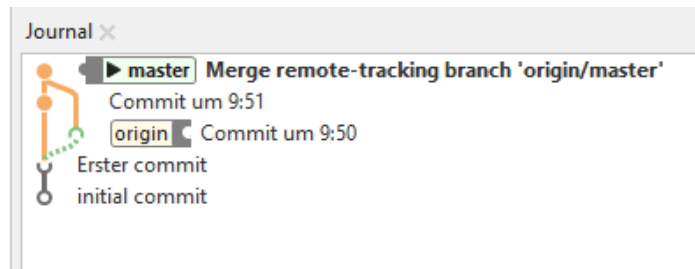 Journal
master Merge remote-tracking branch 'origin/master'
Commit um 9:51
origin Commit um 9:50
Erster commit
initial commit